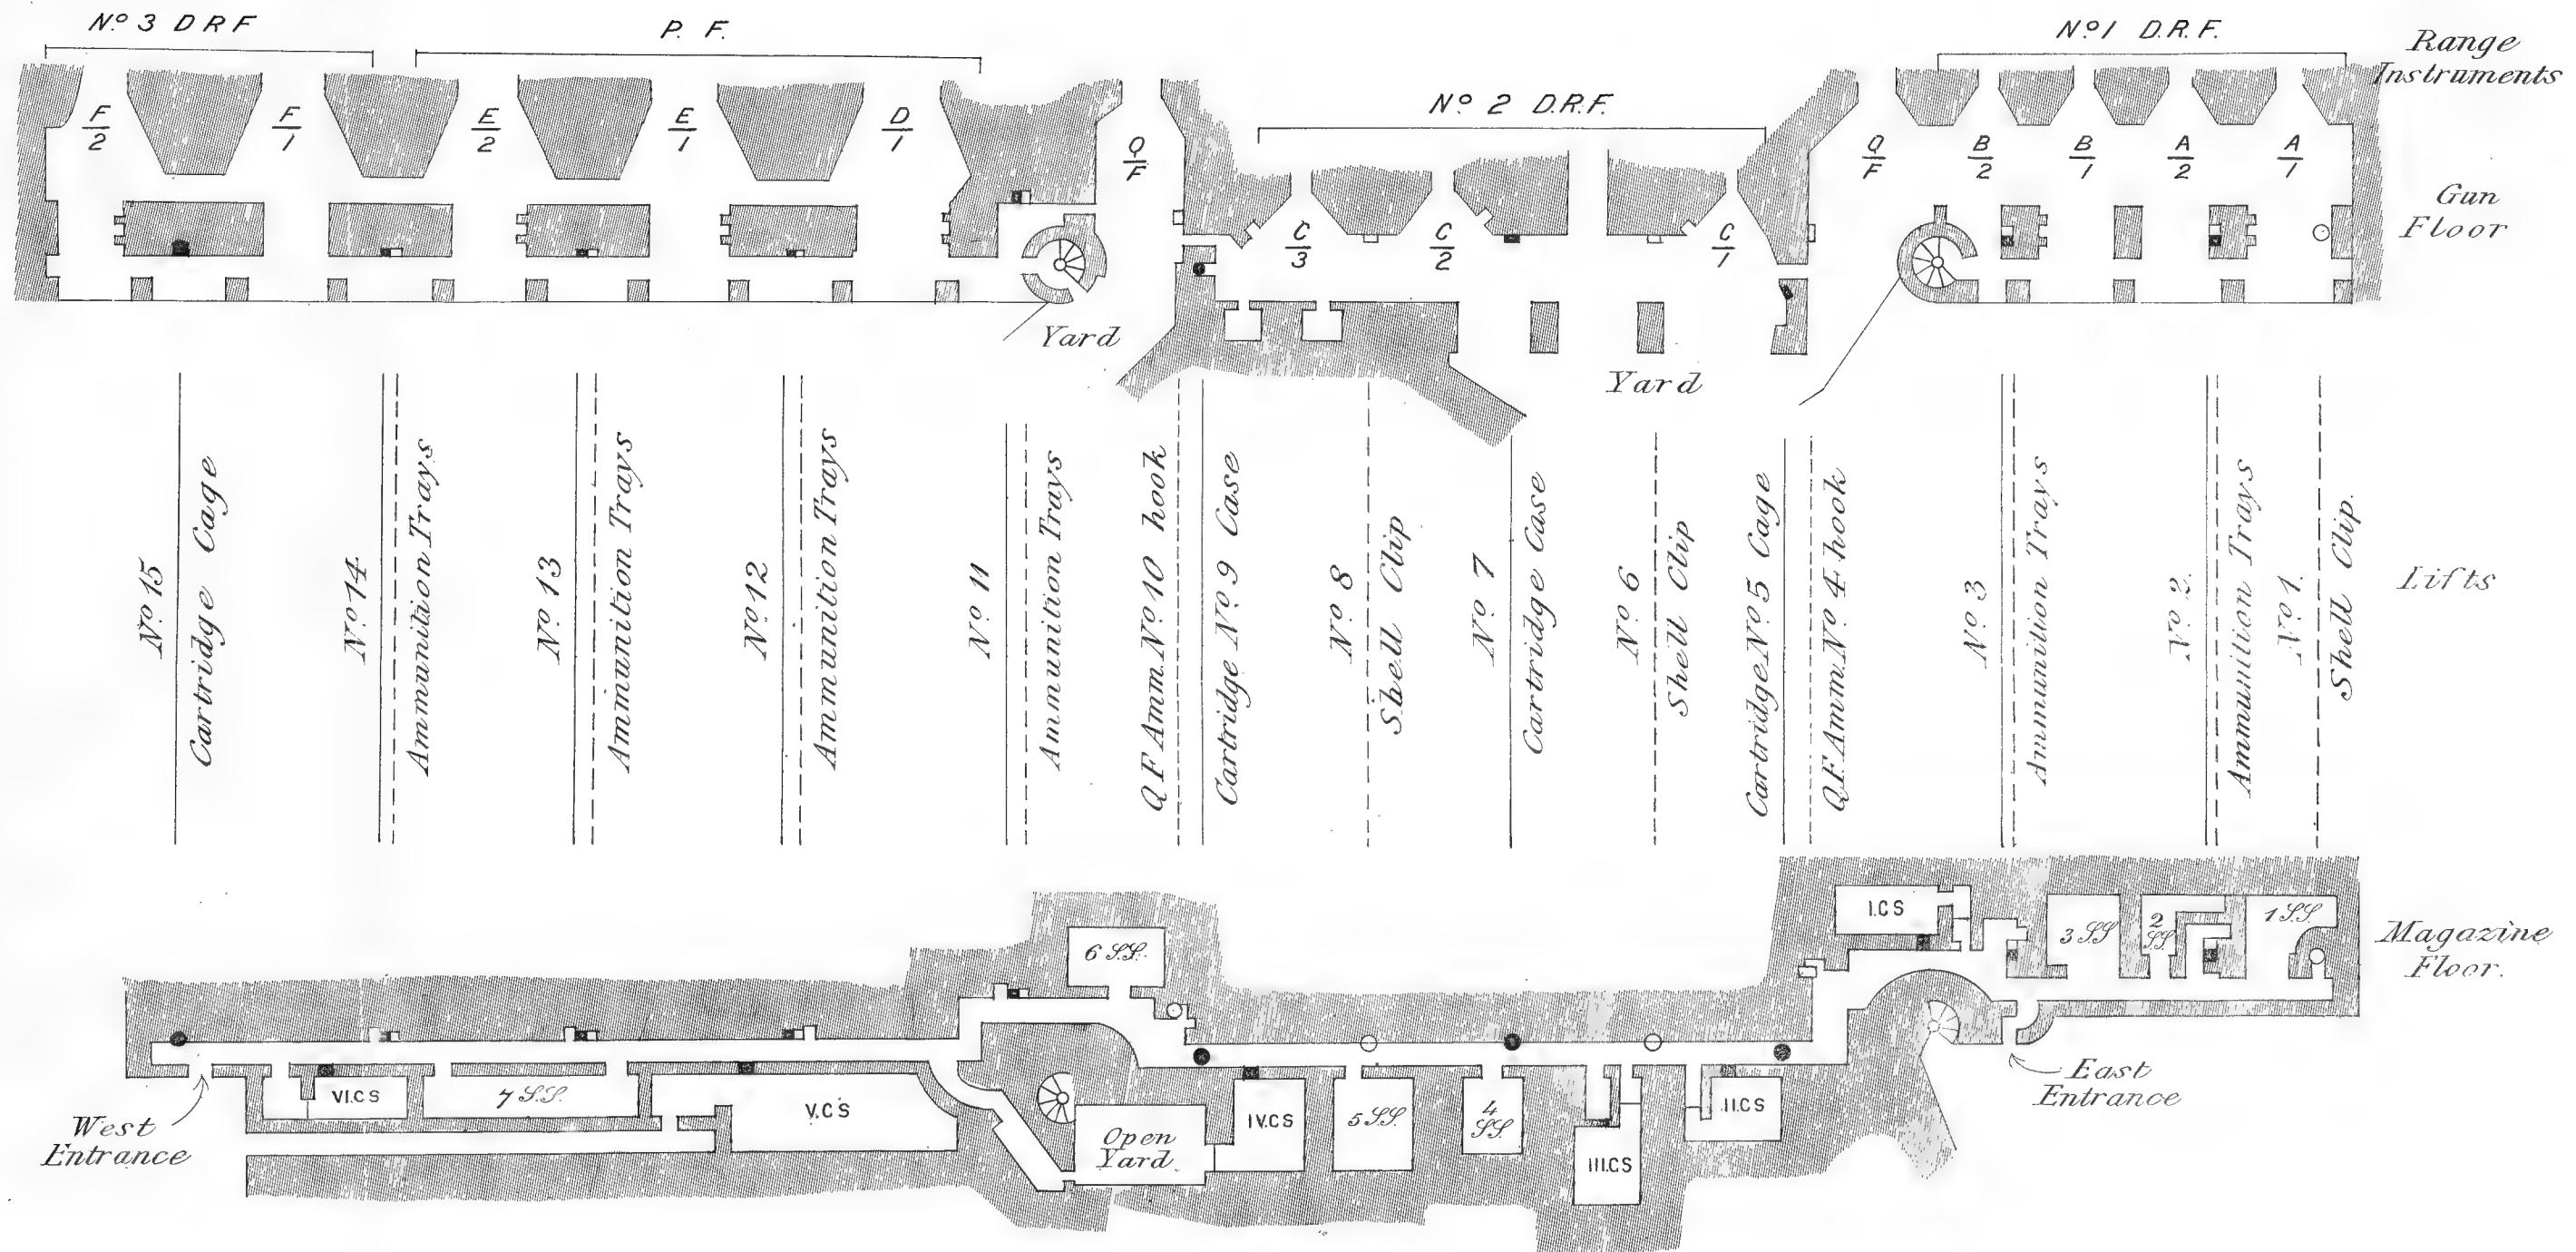 Nº 3 D R F
P. F.
Nº 1 D.R.F.
Range
Instruments
Nº 2 D.R.F.
F/2
F/1
E/2
E/1
D/1
Q/F
C/3
C/2
C/1
Q/F
B/2
B/1
A/2
A/1
Gun
Floor
Yard
Yard
Nº 15
Cartridge Cage
Nº 14
Ammunition Trays
Nº 13
Ammunition Trays
Nº 12
Ammunition Trays
Nº 11
Ammunition Trays
Q F Amm. Nº 10 hook
Cartridge Nº 9 Case
Nº 8
Shell Clip
Nº 7
Cartridge Case
Nº 6
Shell Clip
Cartridge Nº 5 Cage
Q.F. Amm. Nº 4 hook
Nº 3
Ammunition Trays
Nº 2.
Ammunition Trays
Nº 1.
Shell Clip.
Lifts
I.C S
3 SS
2
SS
1 S.S.
Magazine
Floor.
6 S.S.
VI.C S
7 S.S.
V.C S
Open
Yard.
IV.C S
5 S.S.
4
SS
III.C S
II.C S
West
Entrance
East
Entrance